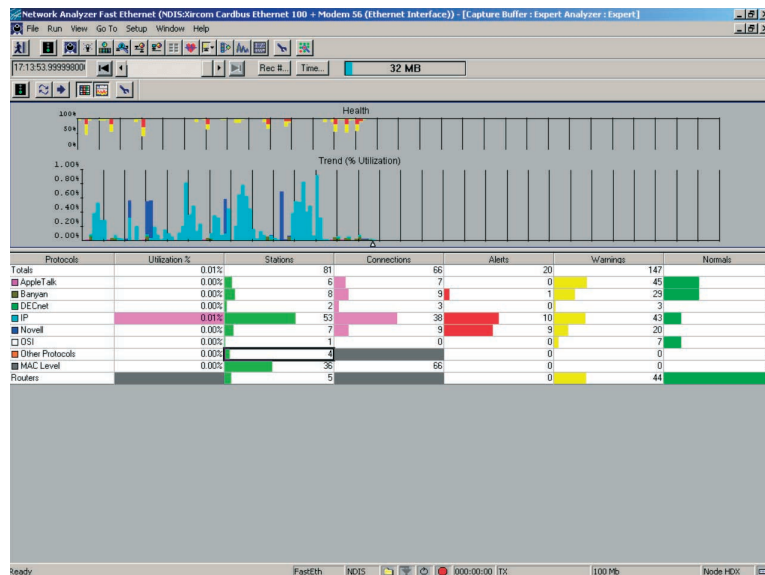 Network Analyzer Fast Ethernet (NDIS:Xircom Cardbus Ethernet 100 + Modem 56 (Ethernet Interface)) - [Capture Buffer : Expert Analyzer : Expert]
File Run View Go To Setup Window Help
17:13:53.99999800 Rec #... Time... 32 MB
Health
100%
50%
0%
Trend (% Utilization)
1.00%
0.80%
0.60%
0.40%
0.20%
0.00%
Protocols Utilization % Stations Connections Alerts Warnings Normals
Totals 0.01% 81 66 20 147
AppleTalk 0.00% 6 7 0 45
Banyan 0.00% 8 9 1 29
DECnet 0.00% 2 3 0 3
IP 0.01% 53 38 10 43
Novell 0.00% 7 9 9 20
OSI 0.00% 1 0 0 7
Other Protocols 0.00% 4 0 0
MAC Level 0.00% 36 66 0 0
Routers 5 0 44
Ready FastEth NDIS 000:00:00 TX 100 Mb Node HDX